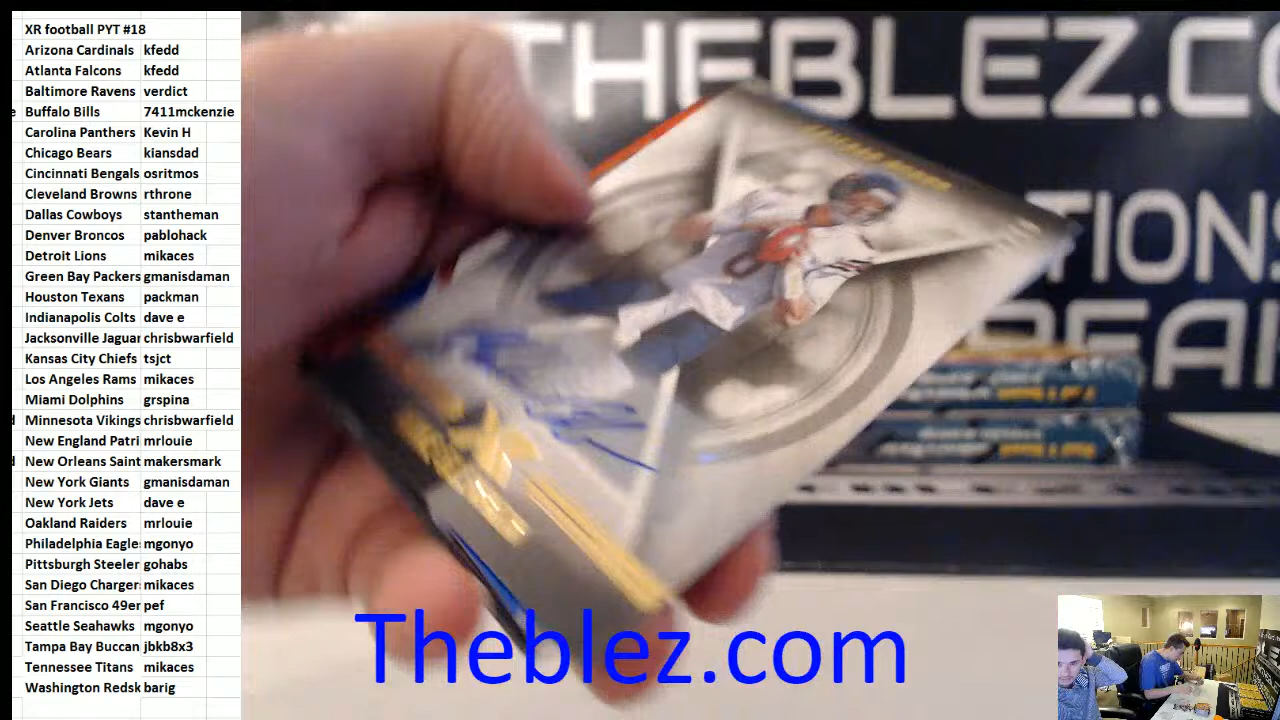 XR football PYT #18
Arizona Cardinals kfedd
Atlanta Falcons kfedd
Baltimore Ravens verdict
Buffalo Bills 7411mckenzie
Carolina Panthers Kevin H
Chicago Bears kiansdad
Cincinnati Bengals osritmos
Cleveland Browns rthrone
Dallas Cowboys stantheman
Denver Broncos pablohack
Detroit Lions mikaces
Green Bay Packers gmanisdaman
Houston Texans packman
Indianapolis Colts dave e
Jacksonville Jaguar chrisbwarfield
Kansas City Chiefs tsjct
Los Angeles Rams mikaces
Miami Dolphins grspina
Minnesota Vikings chrisbwarfield
New England Patri mrlouie
New Orleans Saint makersmark
New York Giants gmanisdaman
New York Jets dave e
Oakland Raiders mrlouie
Philadelphia Eagle mgonyo
Pittsburgh Steeler gohabs
San Diego Charger mikaces
San Francisco 49er pef
Seattle Seahawks mgonyo
Tampa Bay Buccan jbkb8x3
Tennessee Titans mikaces
Washington Redsk barig
THEBLEZ.CO
TIONS
BREA
Theblez.com